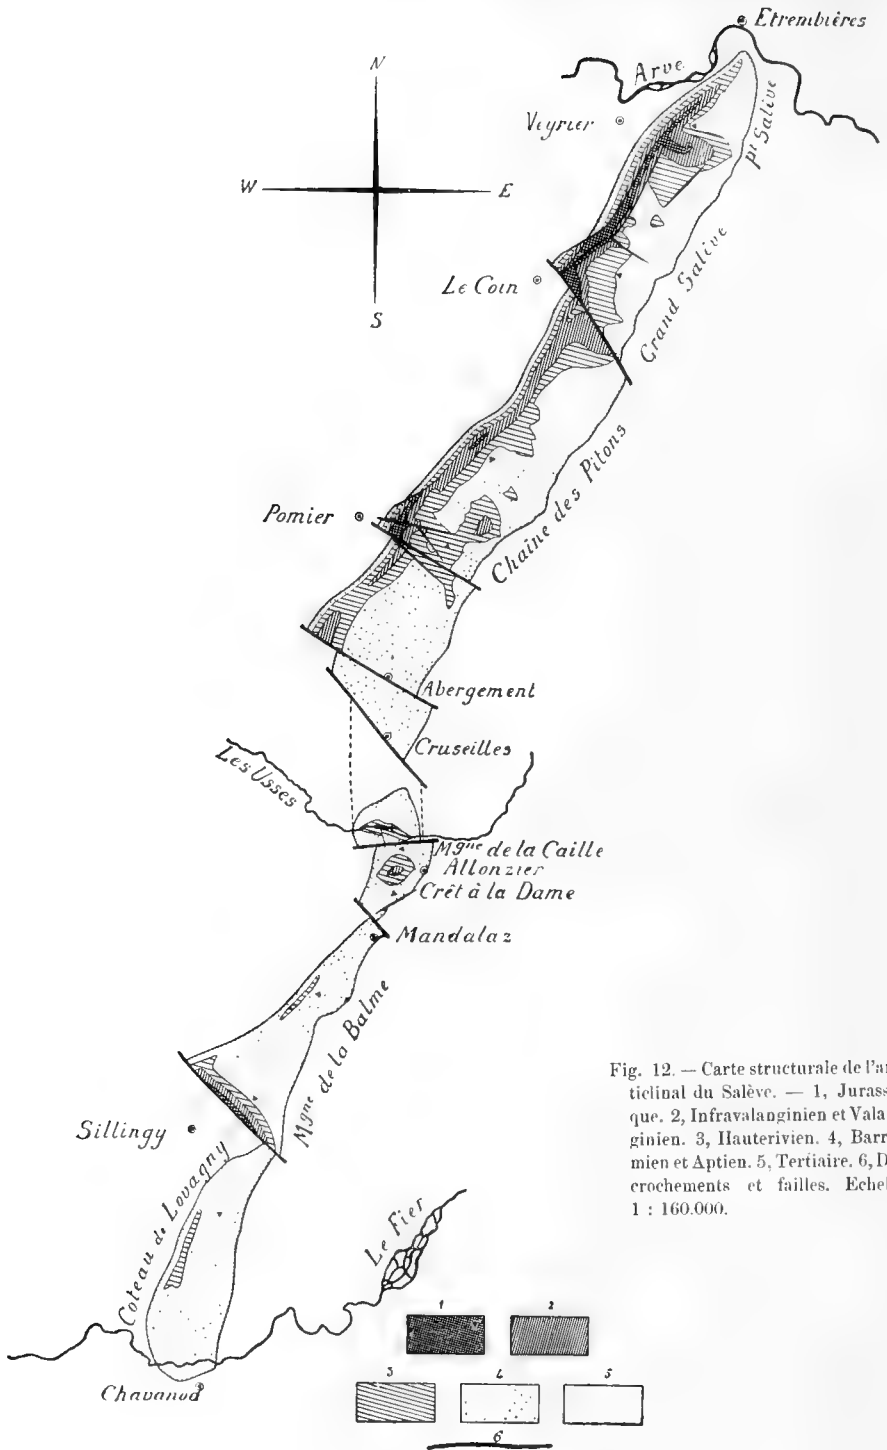 Etrembières
Arve
Veyrier
Pt Salève
N
W
E
S
Le Coin
Grand Salève
Pomier
Chaîne des Pitons
Abergement
Cruseilles
Les Usses
Mgne de la Caille
Allonzier
Crêt à la Dame
Mandalaz
Mgne de la Balme
Sillingy
Coteau de Lovagny
Le Fier
Chavanod
Fig. 12. — Carte structurale de l'an
ticlinal du Salève. — 1, Jurass
que. 2, Infravalanginien et Vala
ginien. 3, Hauterivien. 4, Barr
mien et Aptien. 5, Tertiaire. 6, D
crochements et failles. Echel
1 : 160.000.
1
2
3
4
5
6